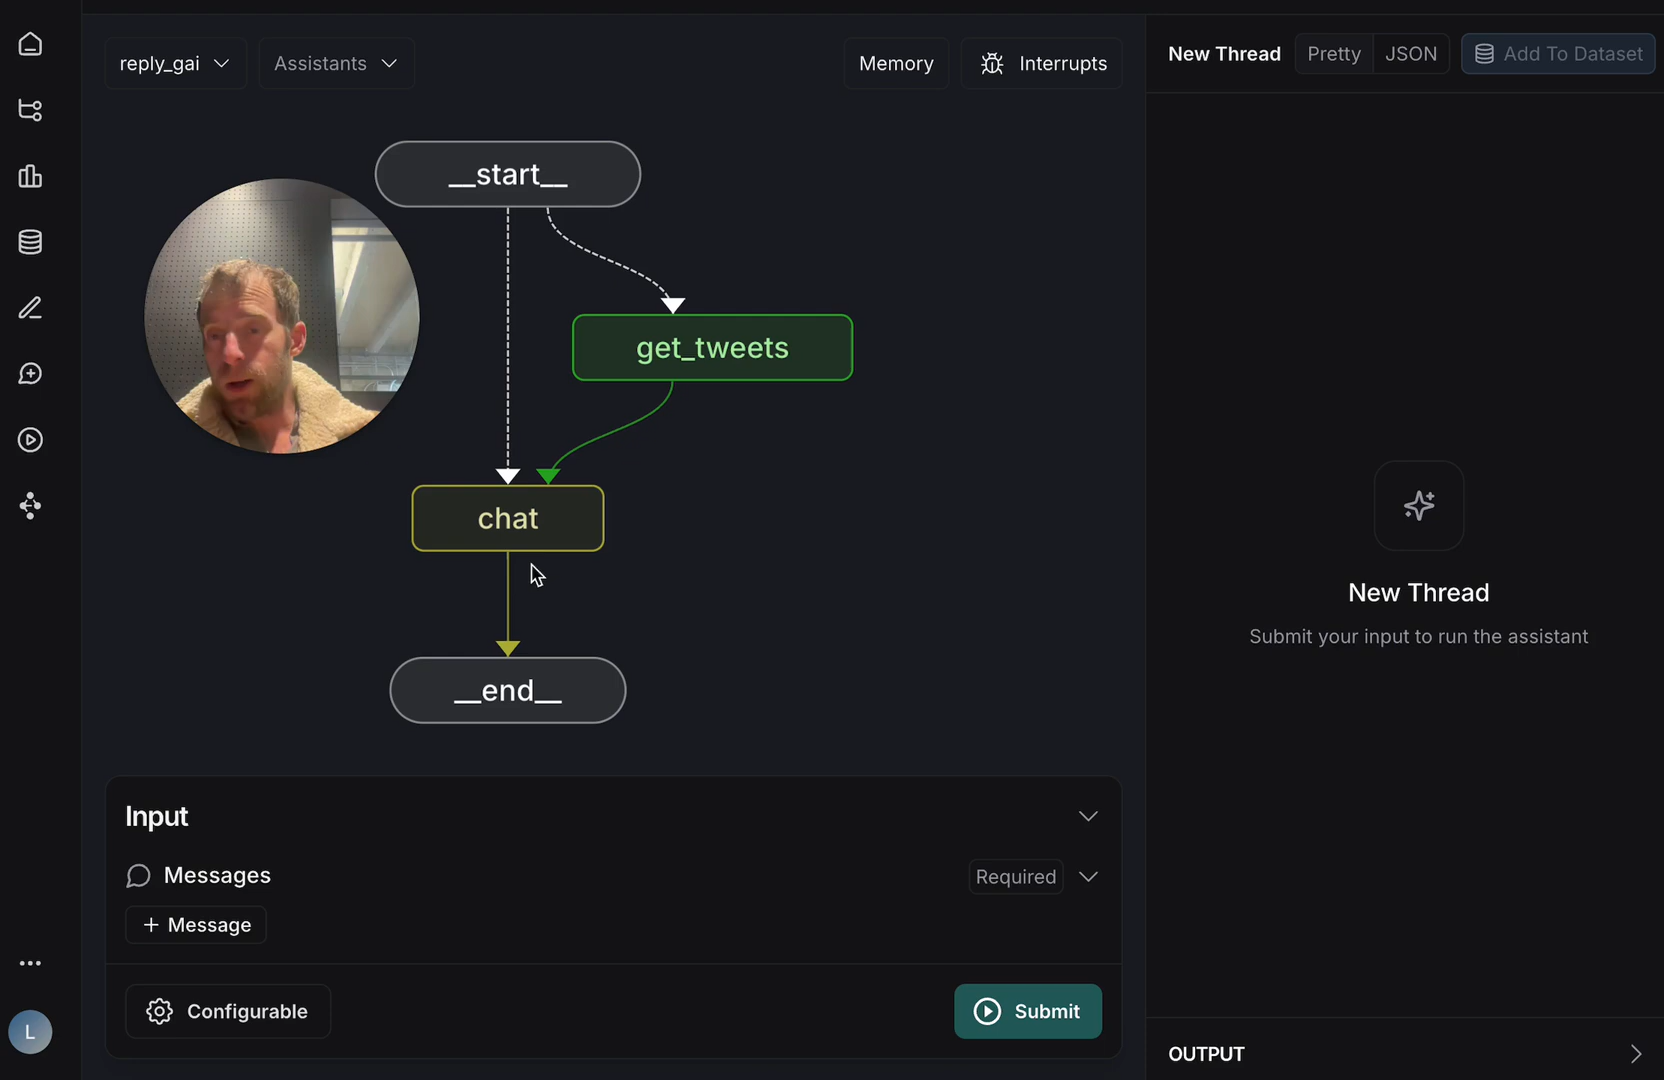 reply_gai
Assistants
Memory
Interrupts
New Thread
Pretty
JSON
Add To Dataset
__start__
get_tweets
chat
__end__
New Thread
Submit your input to run the assistant
Input
Messages
Required
+ Message
Configurable
Submit
L
OUTPUT